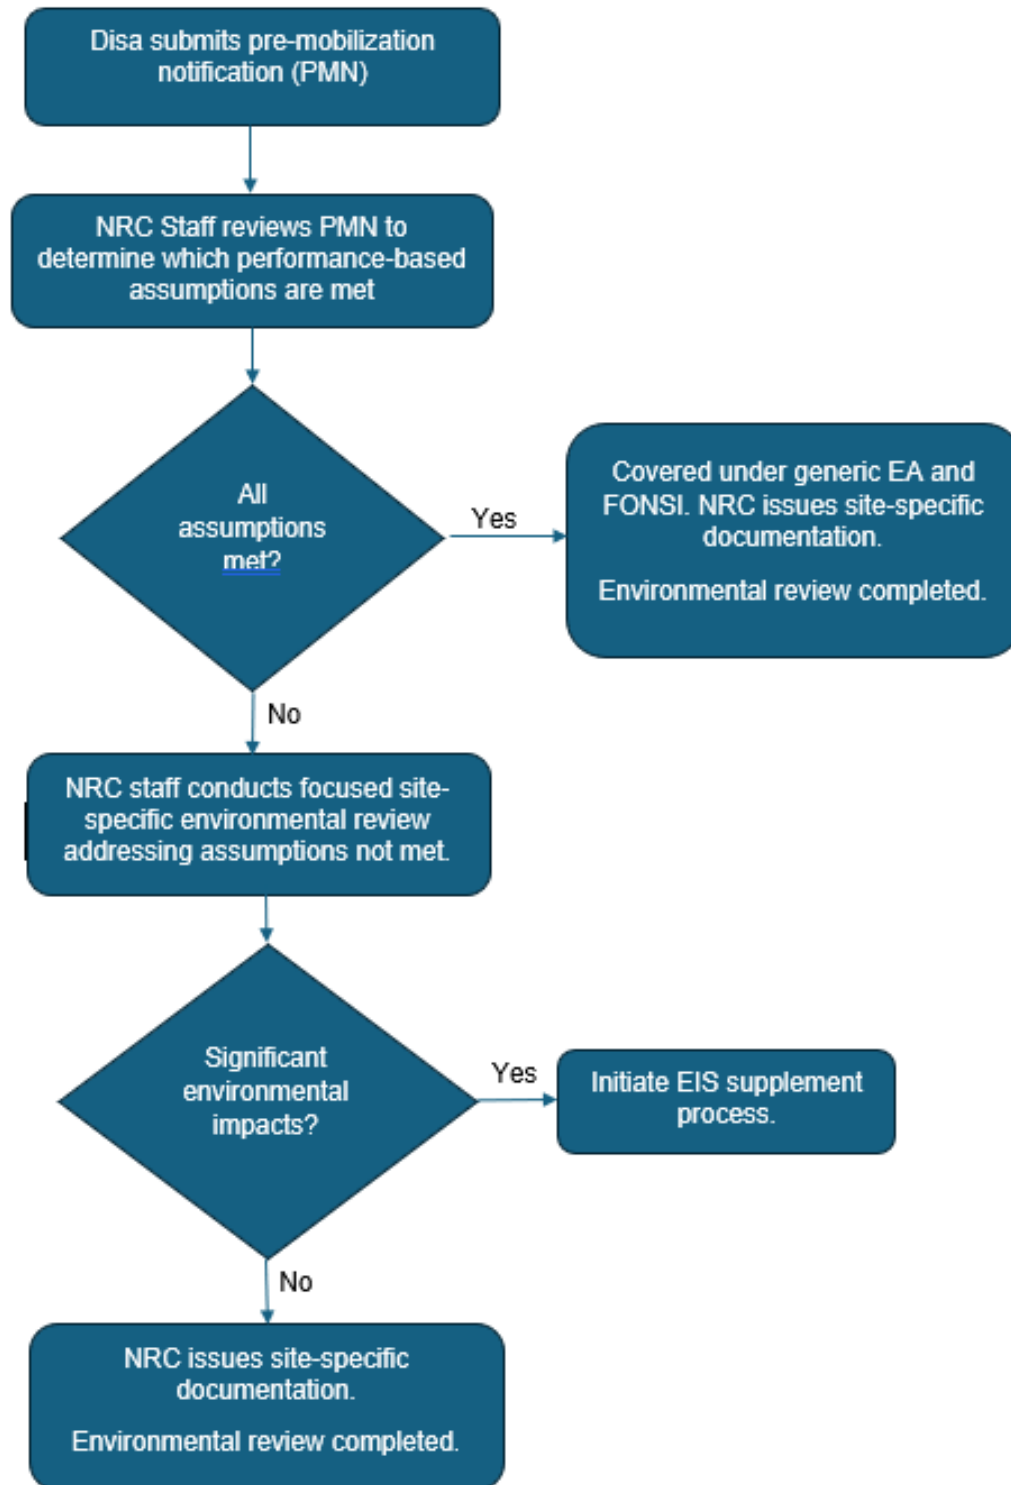 Disa submits pre-mobilization
notification (PMN)
NRC Staff reviews PMN to
determine which performance-based
assumptions are met
All
assumptions
met?
Yes
Covered under generic EA and
FONSI. NRC issues site-specific
documentation.
Environmental review completed.
No
NRC staff conducts focused site-
specific environmental review
addressing assumptions not met.
Significant
environmental
impacts?
Yes
Initiate EIS supplement
process.
No
NRC issues site-specific
documentation.
Environmental review completed.